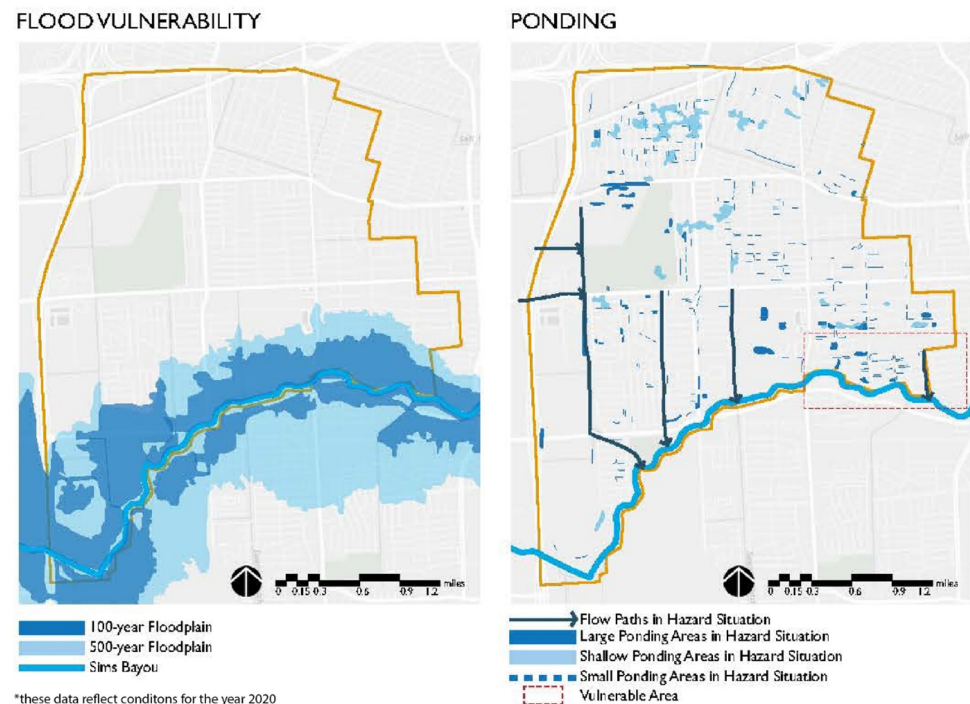 FLOOD VULNERABILITY
PONDING
0 0.15 0.3 0.6 0.9 1.2 miles
0 0.15 0.3 0.6 0.9 1.2 miles
100-year Floodplain
500-year Floodplain
Sims Bayou
*these data reflect conditons for the year 2020
Flow Paths in Hazard Situation
Large Ponding Areas in Hazard Situation
Shallow Ponding Areas in Hazard Situation
Small Ponding Areas in Hazard Situation
Vulnerable Area